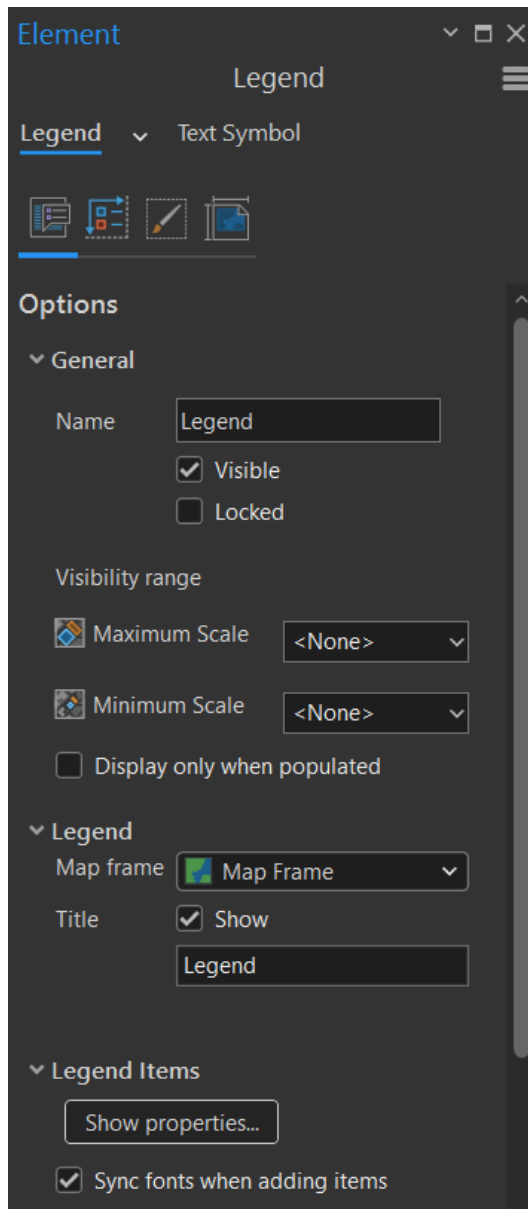 Element
Legend
Legend Text Symbol
Options
General
Name Legend
Visible
Locked
Visibility range
Maximum Scale <None>
Minimum Scale <None>
Display only when populated
Legend
Map frame Map Frame
Title Show
Legend
Legend Items
Show properties...
Sync fonts when adding items